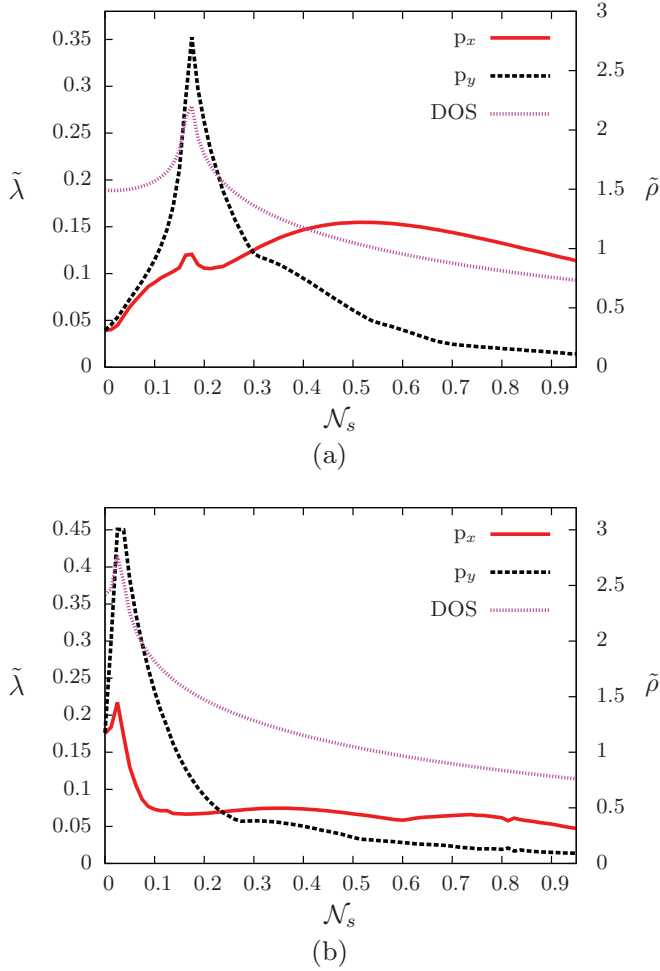 0.35 3
p_x
0.3 2.5
p_y
0.25 DOS 2
λ̃ 0.2 1.5 ρ̃
0.15
0.1 1
0.05 0.5
0 0
0 0.1 0.2 0.3 0.4 0.5 0.6 0.7 0.8 0.9
𝒩_s
(a)
0.45 p_x 3
0.4 p_y
0.35 DOS 2.5
0.3 2
λ̃ 0.25 ρ̃
0.2 1.5
0.15 1
0.1
0.05 0.5
0 0
0 0.1 0.2 0.3 0.4 0.5 0.6 0.7 0.8 0.9
𝒩_s
(b)